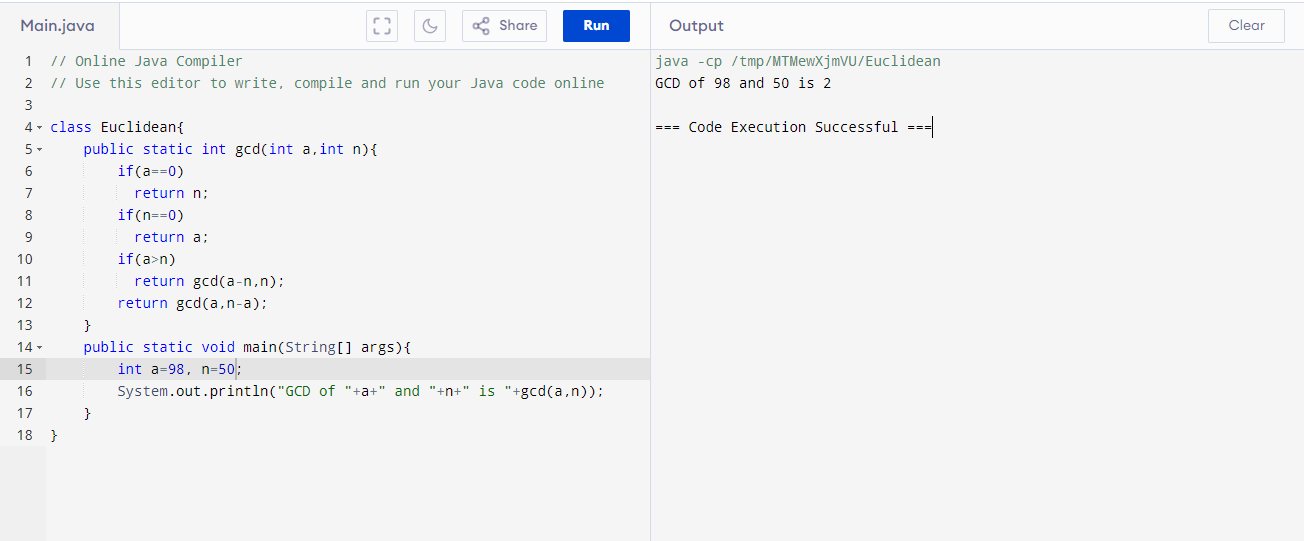 Main.java
Share
Run
Output
Clear
1 // Online Java Compiler
2 // Use this editor to write, compile and run your Java code online
3
4 class Euclidean{
5 public static int gcd(int a,int n){
6 if(a==0)
7 return n;
8 if(n==0)
9 return a;
10 if(a>n)
11 return gcd(a-n,n);
12 return gcd(a,n-a);
13 }
14 public static void main(String[] args){
15 int a=98, n=50;
16 System.out.println("GCD of "+a+" and "+n+" is "+gcd(a,n));
17 }
18 }
java -cp /tmp/MTMewXjmVU/Euclidean
GCD of 98 and 50 is 2
=== Code Execution Successful ===